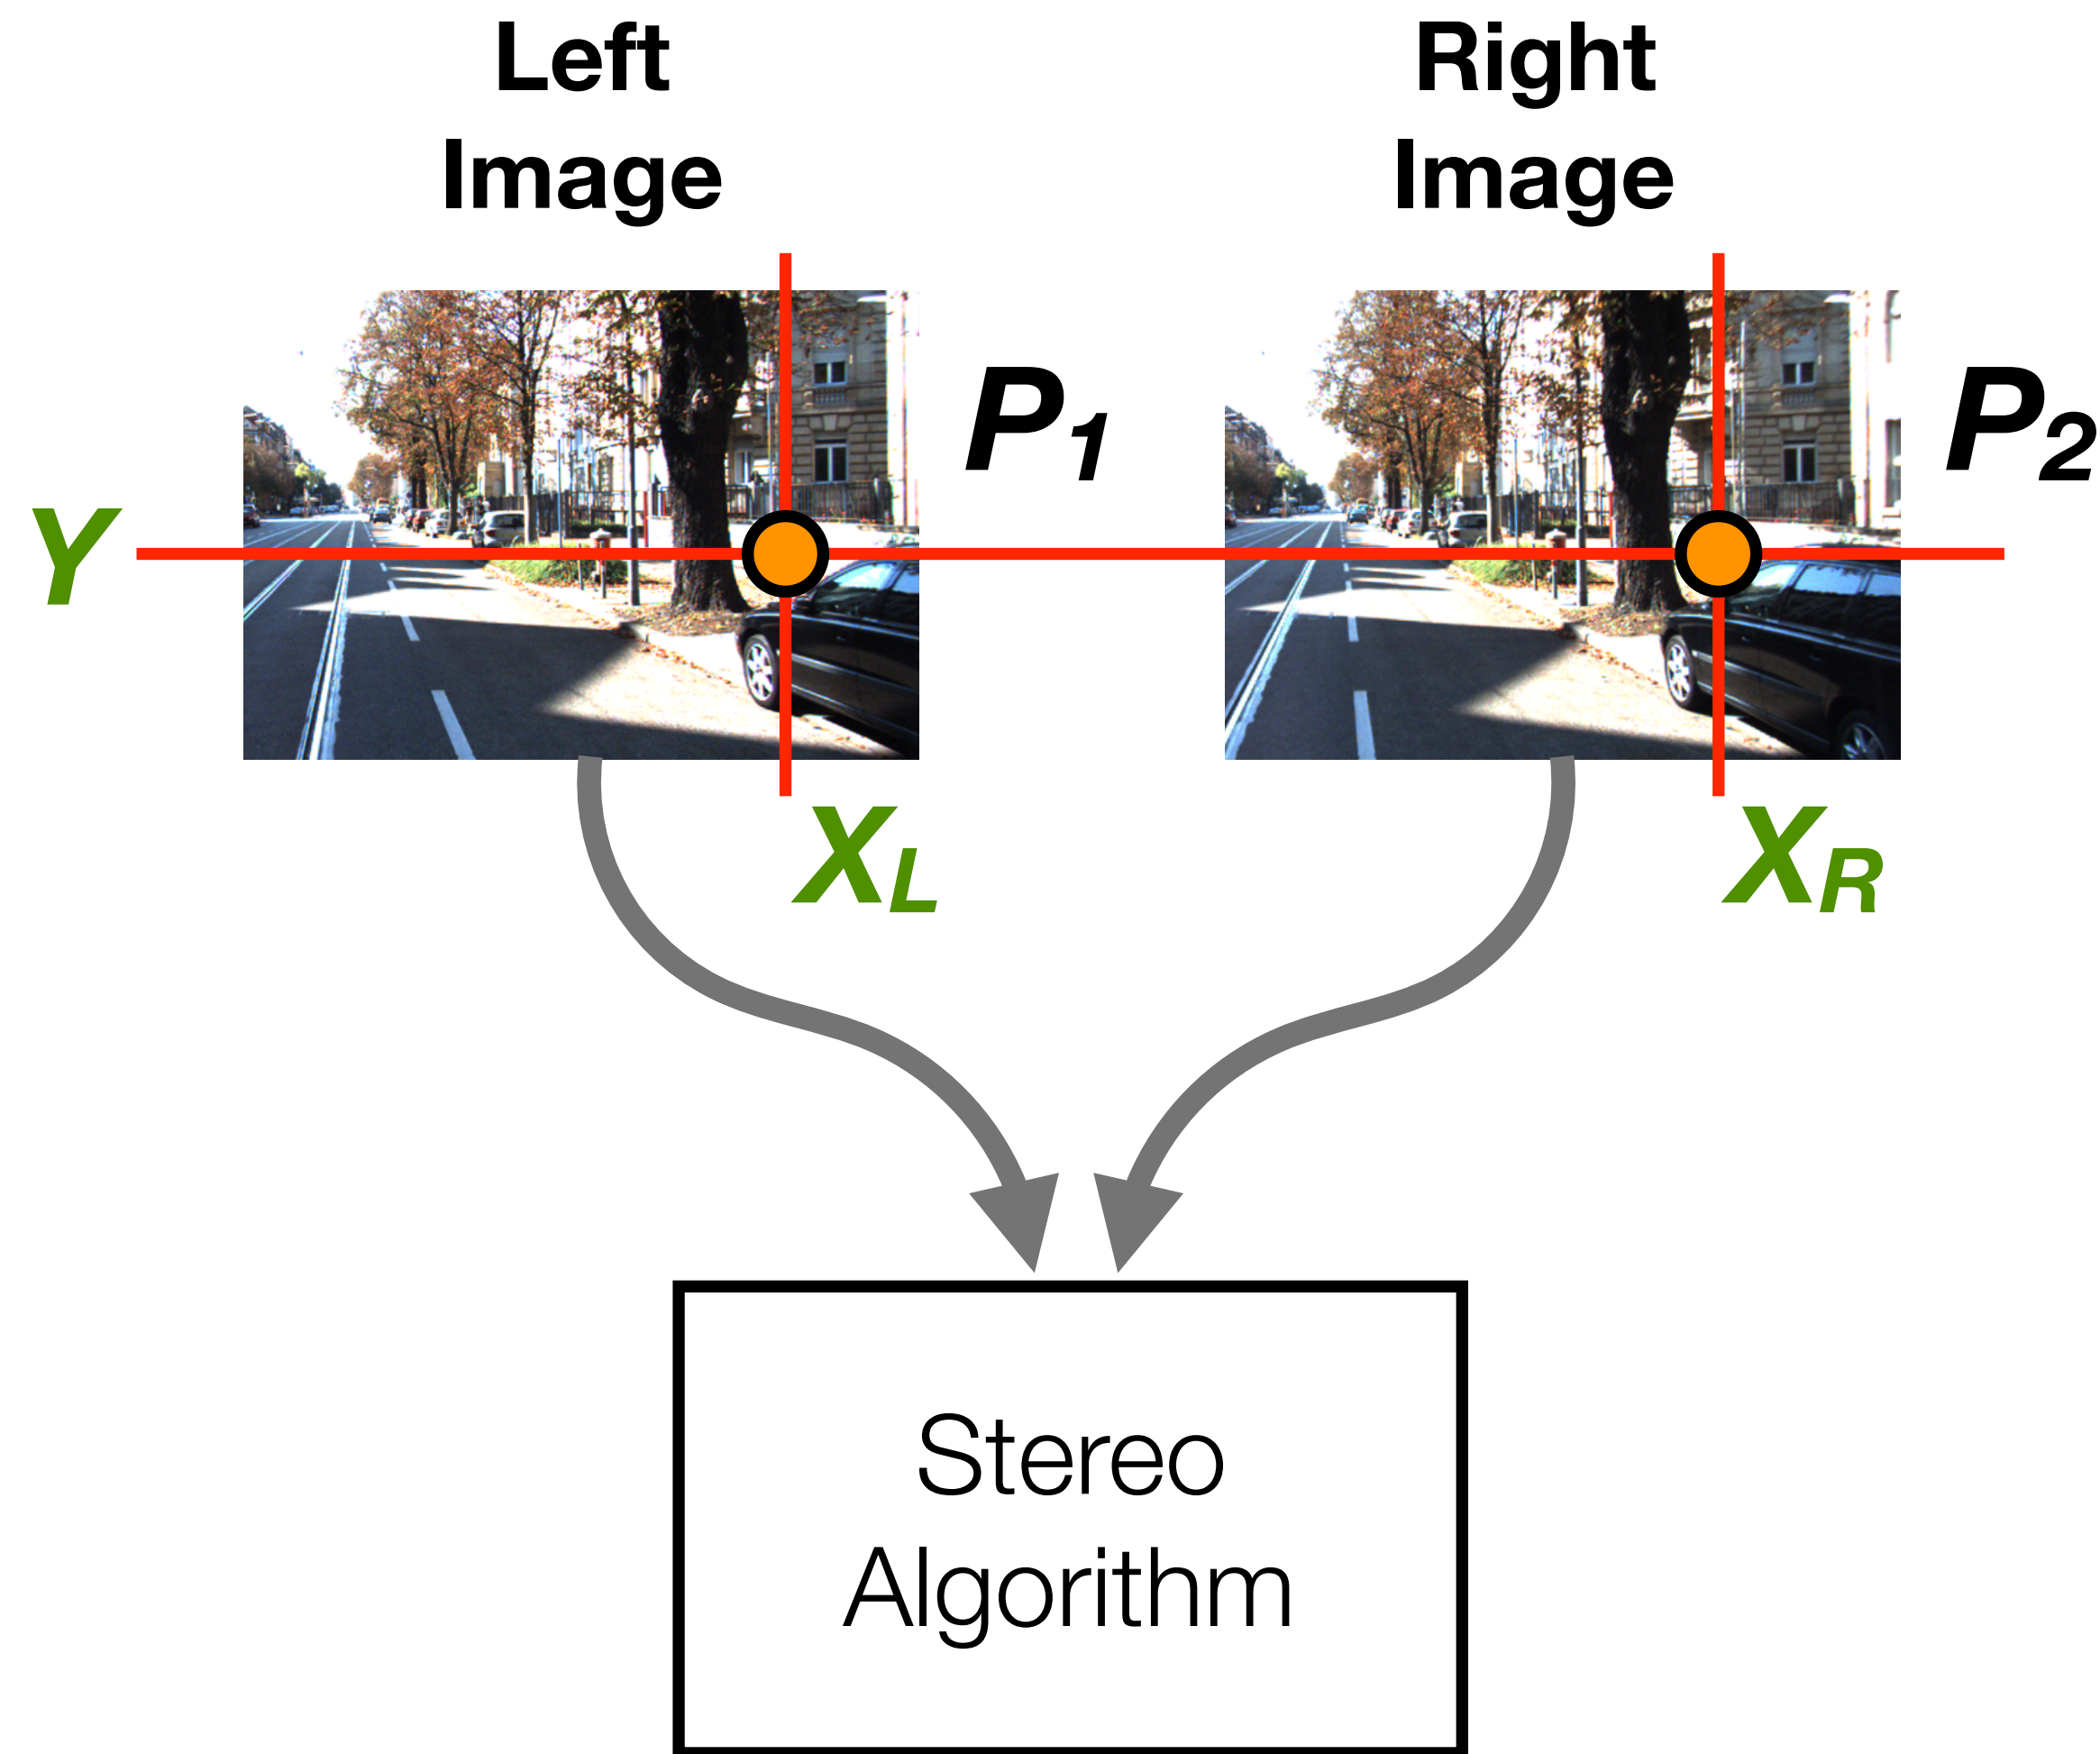 Left
Image
Right
Image
P1
P2
Y
XL
XR
Stereo
Algorithm